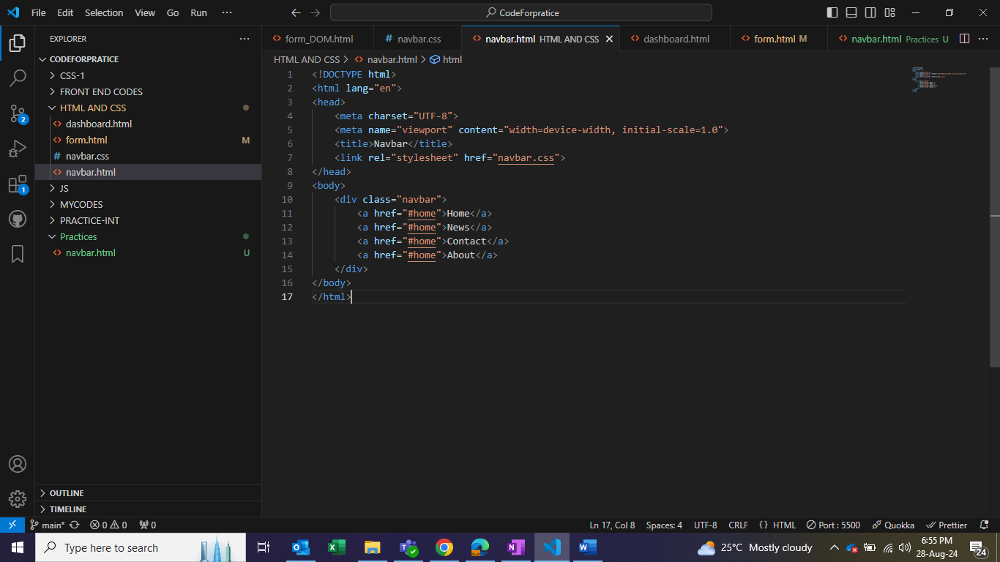 File Edit Selection View Go Run ··· CodeForpratice
EXPLORER ···
form_DOM.html navbar.css navbar.html HTML AND CSS dashboard.html form.html M navbar.html Practices U ···
CODEFORPRATICE
CSS-1
FRONT END CODES
HTML AND CSS
dashboard.html
form.html M
navbar.css
navbar.html
JS
MYCODES
PRACTICE-INT
Practices
navbar.html U
OUTLINE
TIMELINE
2
1
HTML AND CSS > navbar.html > html
1 <!DOCTYPE html>
2 <html lang="en">
3 <head>
4 <meta charset="UTF-8">
5 <meta name="viewport" content="width=device-width, initial-scale=1.0">
6 <title>Navbar</title>
7 <link rel="stylesheet" href="navbar.css">
8 </head>
9 <body>
10 <div class="navbar">
11 <a href="#home">Home</a>
12 <a href="#home">News</a>
13 <a href="#home">Contact</a>
14 <a href="#home">About</a>
15 </div>
16 </body>
17 </html>
main* 0 0 0 Ln 17, Col 8 Spaces: 4 UTF-8 CRLF {} HTML Port : 5500 Quokka Prettier
Type here to search 25°C Mostly cloudy 6:55 PM
28-Aug-24 24